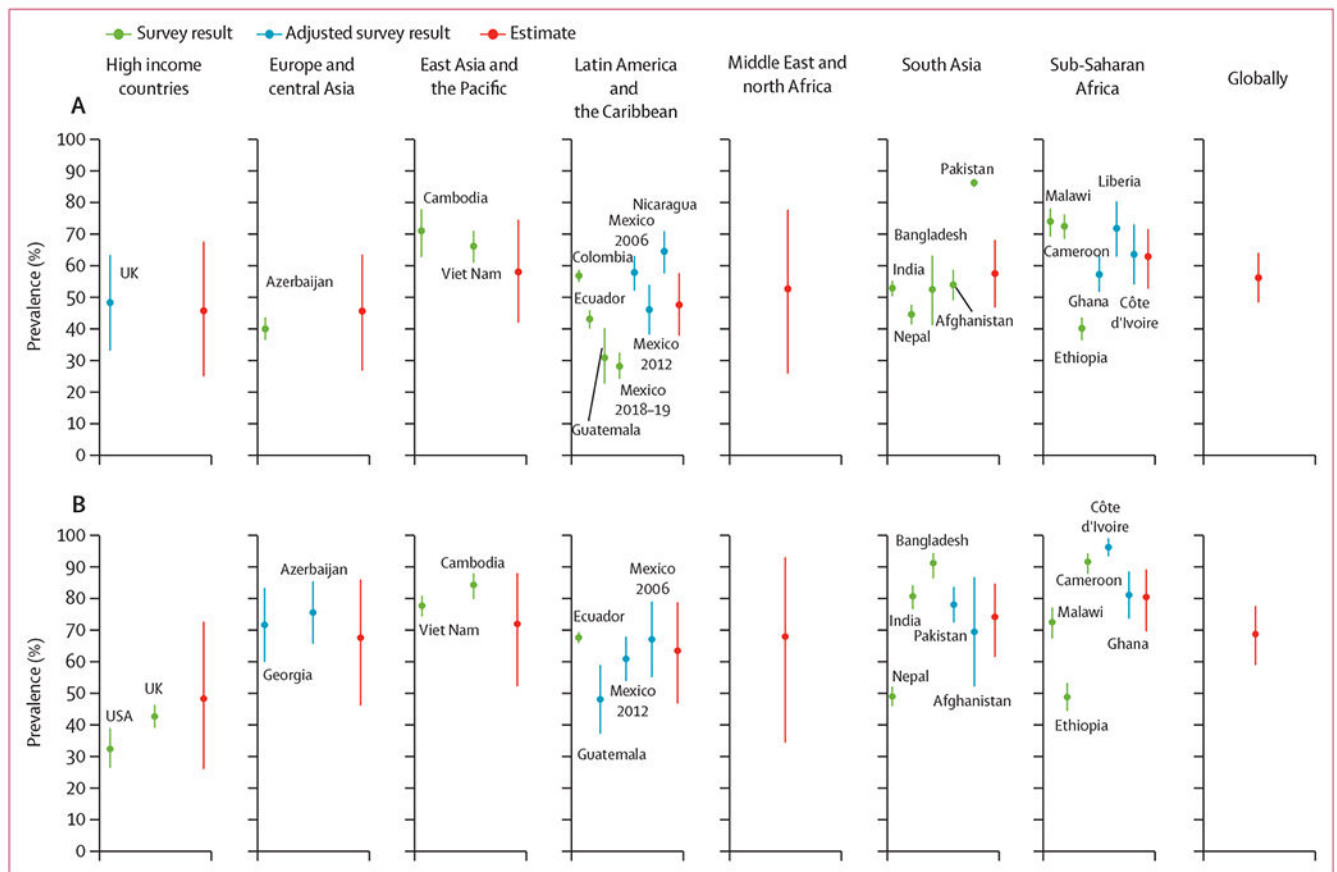 Survey result Adjusted survey result Estimate
High income
countries
Europe and
central Asia
East Asia and
the Pacific
Latin America
and
the Caribbean
Middle East and
north Africa
South Asia
Sub-Saharan
Africa
Globally
A
Prevalence (%)
100
90
80
70
60
50
40
30
20
10
0
UK
Azerbaijan
Cambodia
Viet Nam
Colombia
Ecuador
Guatemala
Mexico
2018–19
Mexico
2006
Mexico
2012
Nicaragua
India
Nepal
Bangladesh
Afghanistan
Pakistan
Malawi
Cameroon
Ethiopia
Ghana
Liberia
Côte
d'Ivoire
B
Prevalence (%)
100
90
80
70
60
50
40
30
20
10
0
USA
UK
Georgia
Azerbaijan
Viet Nam
Cambodia
Ecuador
Guatemala
Mexico
2012
Mexico
2006
Nepal
India
Bangladesh
Pakistan
Afghanistan
Malawi
Ethiopia
Cameroon
Côte
d'Ivoire
Ghana